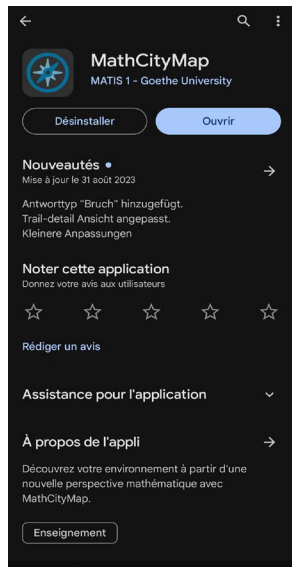 MathCityMap
MATIS 1 - Goethe University
Désinstaller
Ouvrir
Nouveautés •
Mise à jour le 31 août 2023
Antworttyp "Bruch" hinzugefügt.
Trail-detail Ansicht angepasst.
Kleinere Anpassungen
Noter cette application
Donnez votre avis aux utilisateurs
Rédiger un avis
Assistance pour l'application
À propos de l'appli
Découvrez votre environnement à partir d'une
nouvelle perspective mathématique avec
MathCityMap.
Enseignement